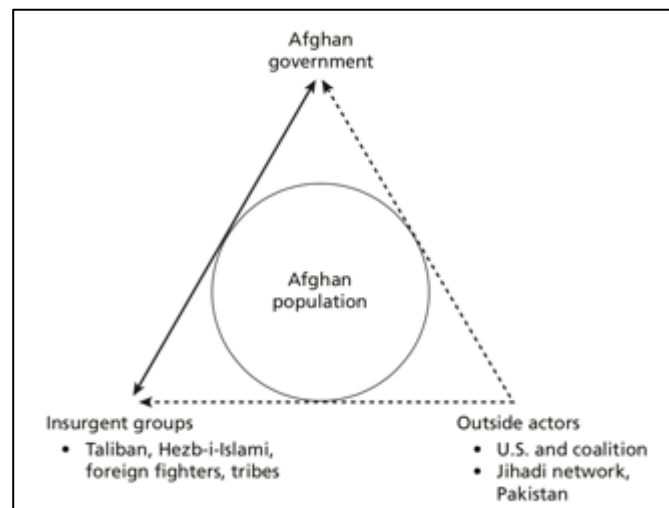 Afghan
government
Afghan
population
Insurgent groups
• Taliban, Hezb-i-Islami,
foreign fighters, tribes
Outside actors
• U.S. and coalition
• Jihadi network,
Pakistan